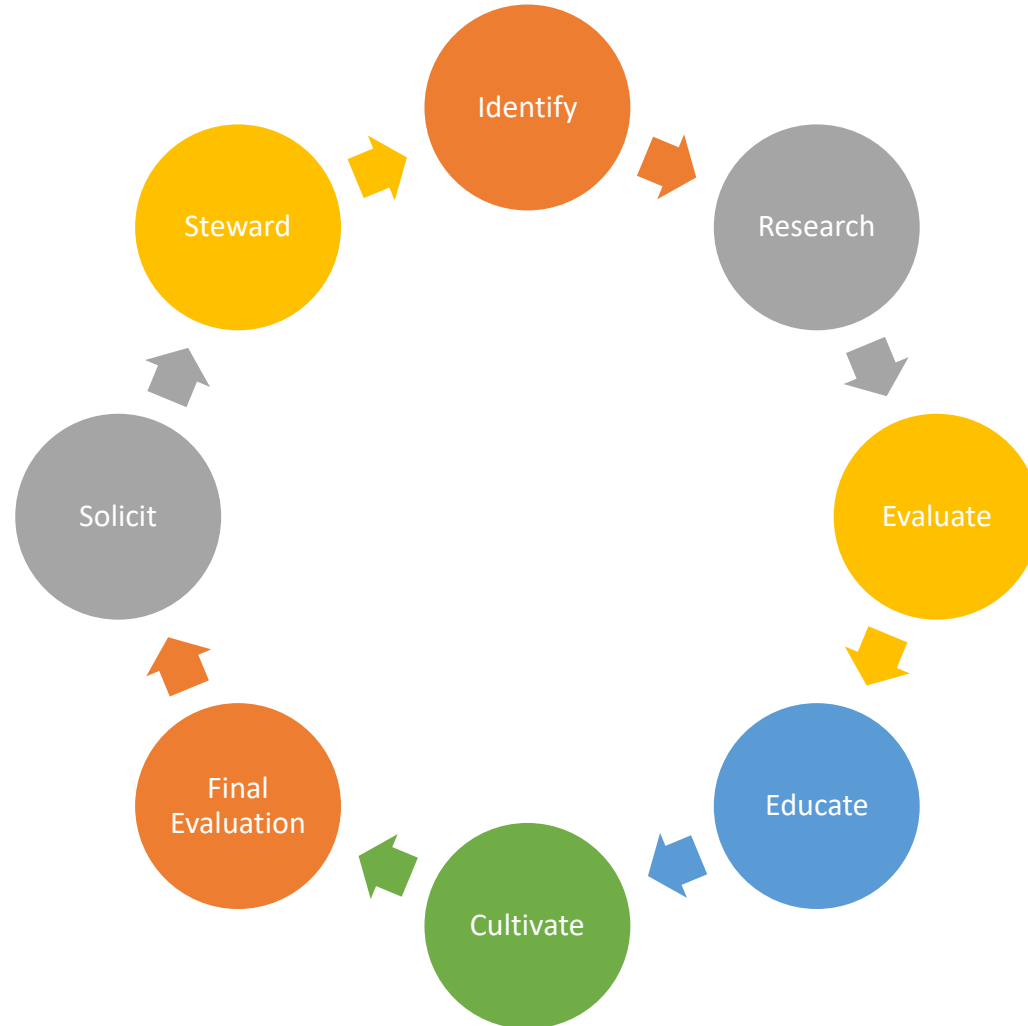 Identify
Research
Evaluate
Educate
Cultivate
Final
Evaluation
Solicit
Steward